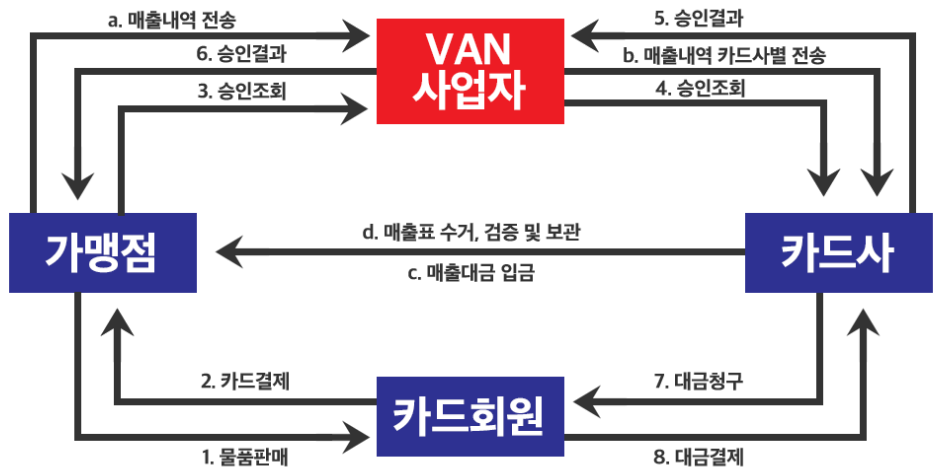 a. 매출내역 전송
5. 승인결과
VAN
사업자
6. 승인결과
b. 매출내역 카드사별 전송
3. 승인조회
4. 승인조회
가맹점
d. 매출표 수거, 검증 및 보관
카드사
c. 매출대금 입금
2. 카드결제
7. 대금청구
카드회원
1. 물품판매
8. 대금결제